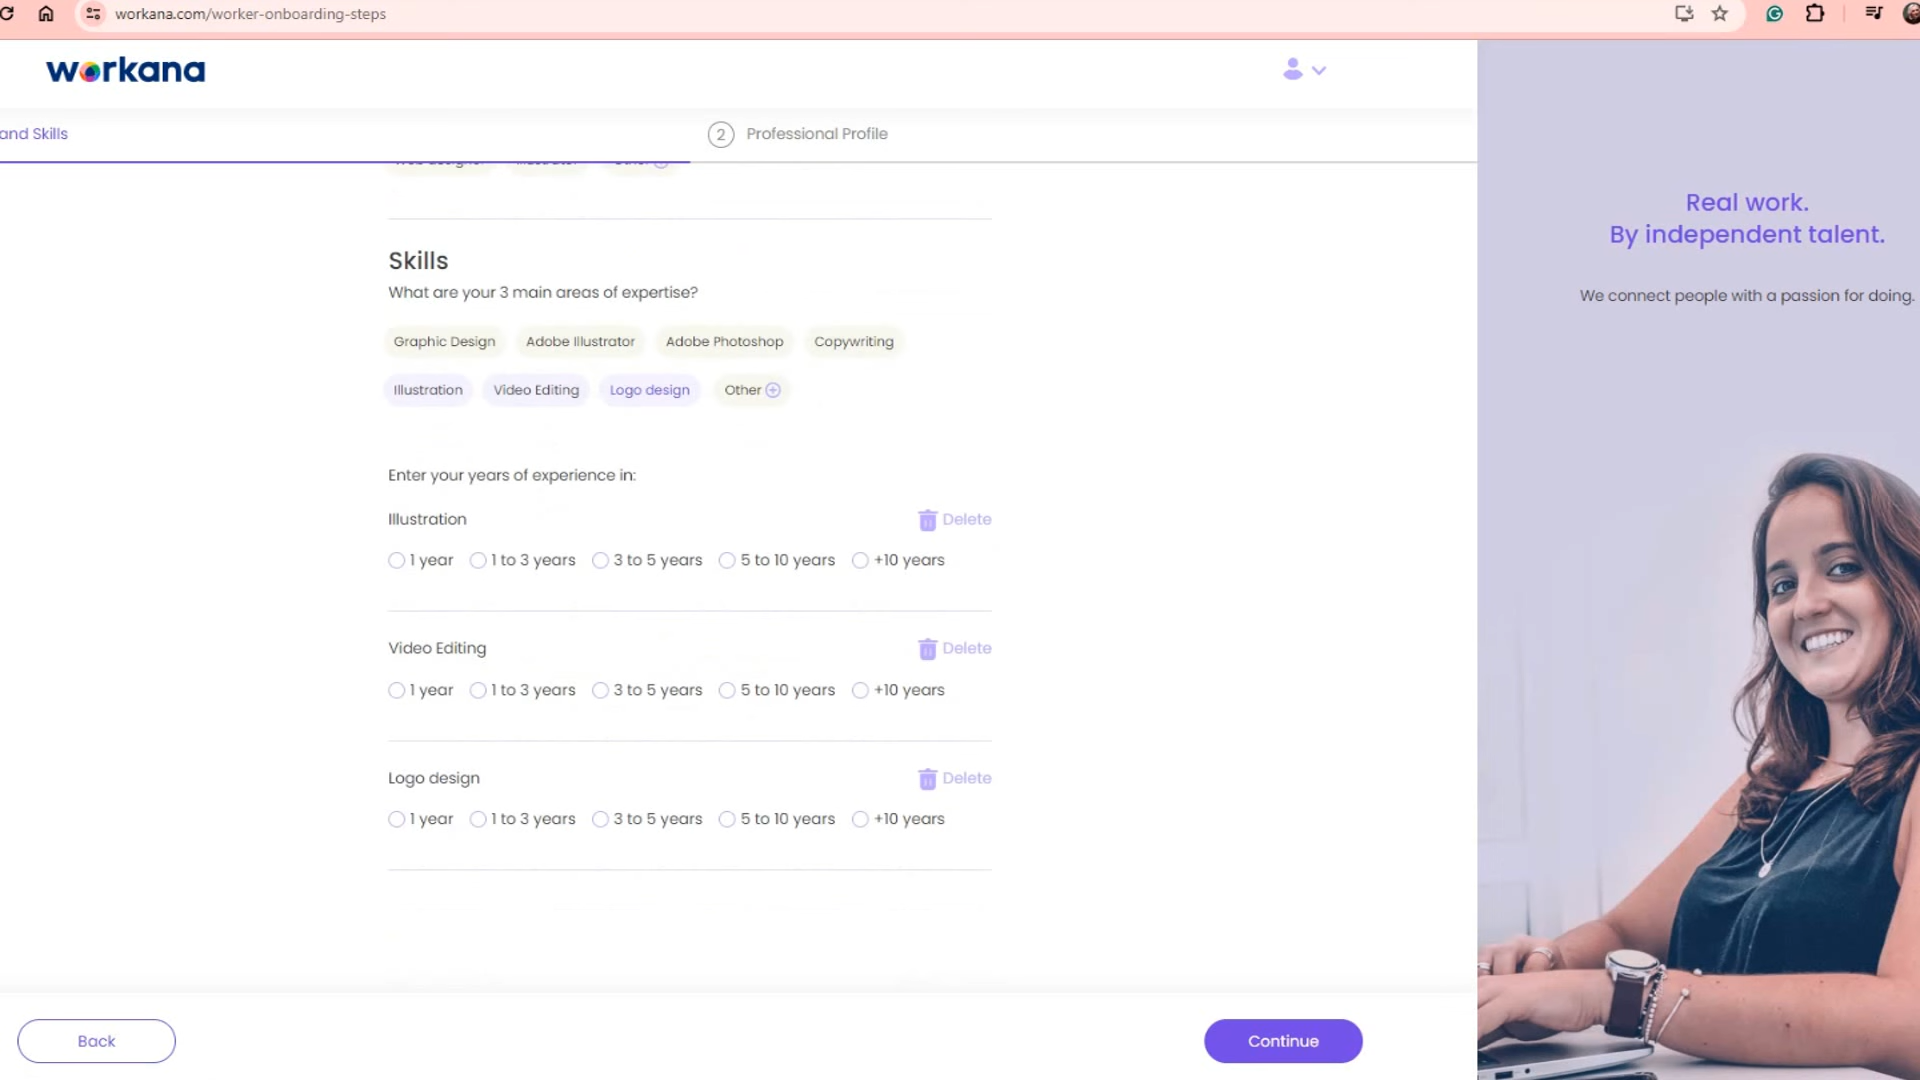 workana.com/worker-onboarding-steps
workana
and Skills
2 Professional Profile
Other
Skills
What are your 3 main areas of expertise?
Graphic Design Adobe Illustrator Adobe Photoshop Copywriting
Illustration Video Editing Logo design Other
Enter your years of experience in:
Illustration Delete
1 year 1 to 3 years 3 to 5 years 5 to 10 years +10 years
Video Editing Delete
1 year 1 to 3 years 3 to 5 years 5 to 10 years +10 years
Logo design Delete
1 year 1 to 3 years 3 to 5 years 5 to 10 years +10 years
Back Continue
Real work.
By independent talent.
We connect people with a passion for doing.